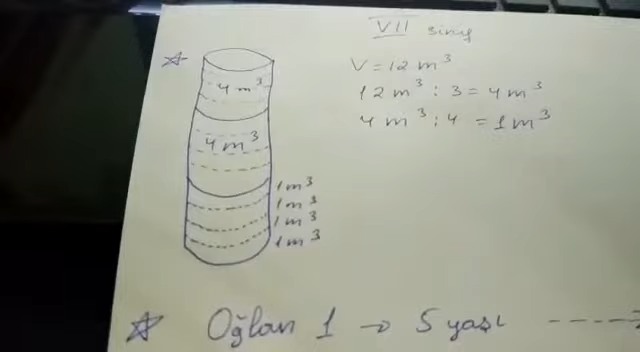 VII sinif
V = 12 m³
12 m³ : 3 = 4 m³
4 m³ : 4 = 1 m³
4 m³
4 m³
1 m³
1 m³
1 m³
1 m³
Oğlan 1 → 5 yaşı